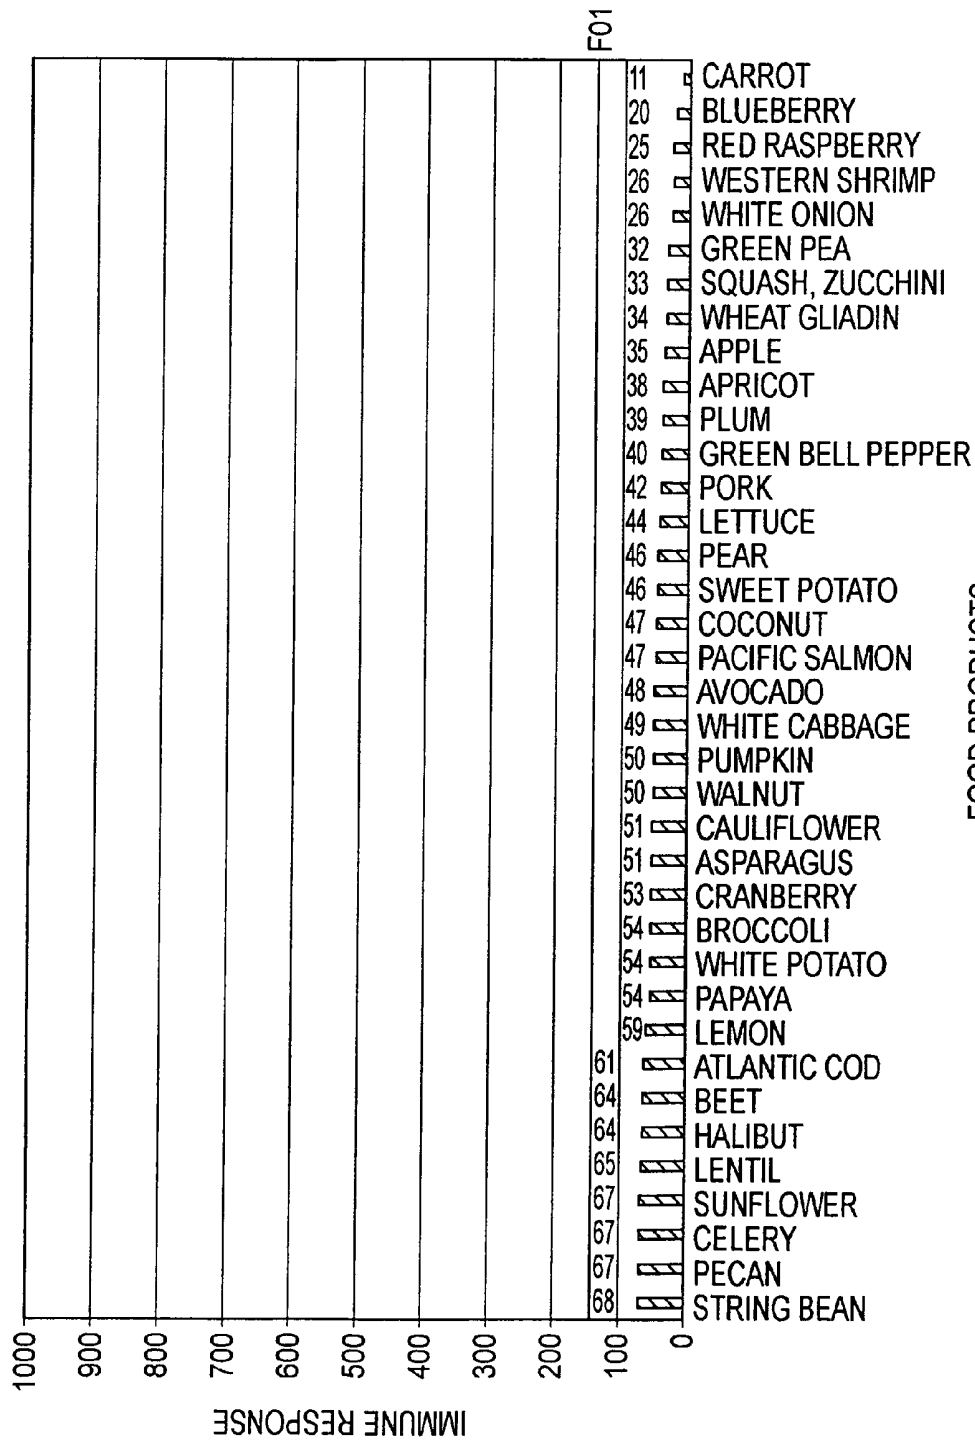 IMMUNE RESPONSE
1000
900
800
700
600
500
400
300
200
100
0
F01
11 CARROT
20 BLUEBERRY
25 RED RASPBERRY
26 WESTERN SHRIMP
26 WHITE ONION
32 GREEN PEA
33 SQUASH, ZUCCHINI
34 WHEAT GLIADIN
35 APPLE
38 APRICOT
39 PLUM
40 GREEN BELL PEPPER
42 PORK
44 LETTUCE
46 PEAR
46 SWEET POTATO
47 COCONUT
47 PACIFIC SALMON
48 AVOCADO
49 WHITE CABBAGE
50 PUMPKIN
50 WALNUT
51 CAULIFLOWER
51 ASPARAGUS
53 CRANBERRY
54 BROCCOLI
54 WHITE POTATO
54 PAPAYA
59 LEMON
61 ATLANTIC COD
64 BEET
64 HALIBUT
65 LENTIL
67 SUNFLOWER
67 CELERY
67 PECAN
68 STRING BEAN
FOOD PRODUCTS